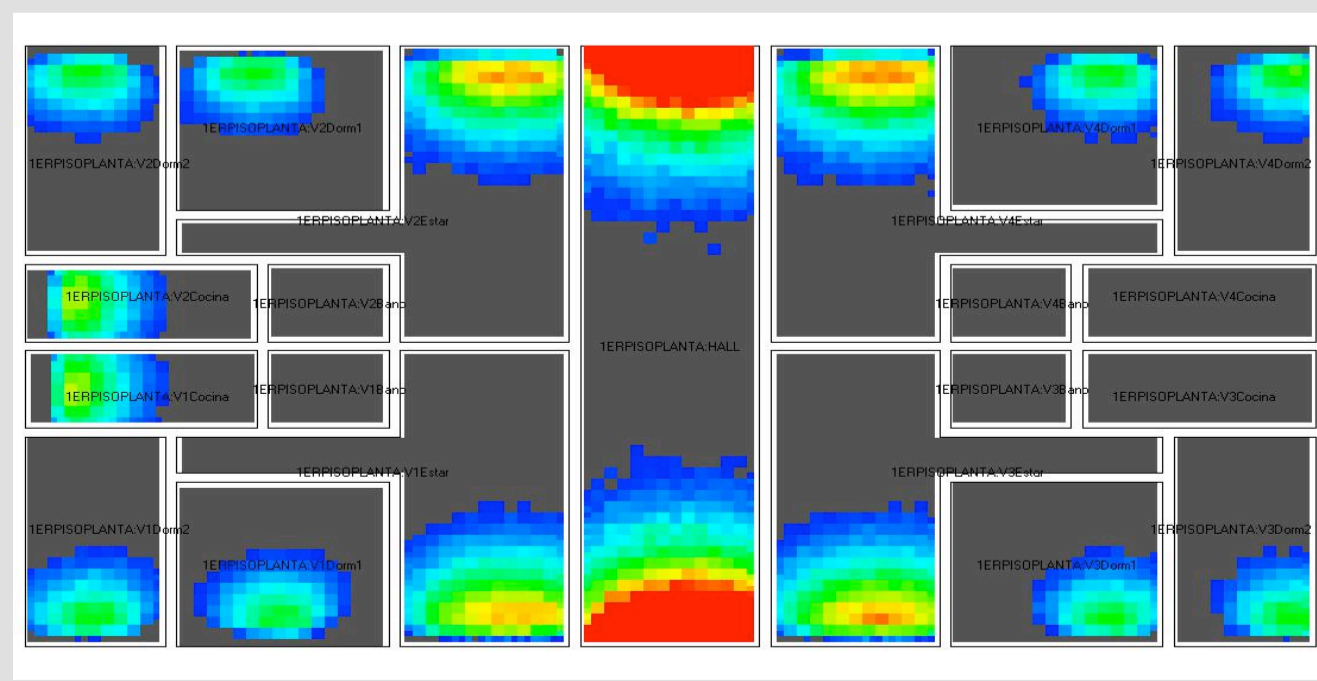 1ERPISOPLANTA:V2Dorm1
1ERPISOPLANTA:V4Dorm1
1ERPISOPLANTA:V2Dorm2
1ERPISOPLANTA:V4Dorm2
1ERPISOPLANTA:V2Estar
1ERPISOPLANTA:V4Estar
1ERPISOPLANTA:V2Cocina
1ERPISOPLANTA:V2Bano
1ERPISOPLANTA:V4Bano
1ERPISOPLANTA:V4Cocina
1ERPISOPLANTA:HALL
1ERPISOPLANTA:V1Cocina
1ERPISOPLANTA:V1Bano
1ERPISOPLANTA:V3Bano
1ERPISOPLANTA:V3Cocina
1ERPISOPLANTA:V1Estar
1ERPISOPLANTA:V3Estar
1ERPISOPLANTA:V1Dorm2
1ERPISOPLANTA:V3Dorm2
1ERPISOPLANTA:V1Dorm1
1ERPISOPLANTA:V3Dorm1